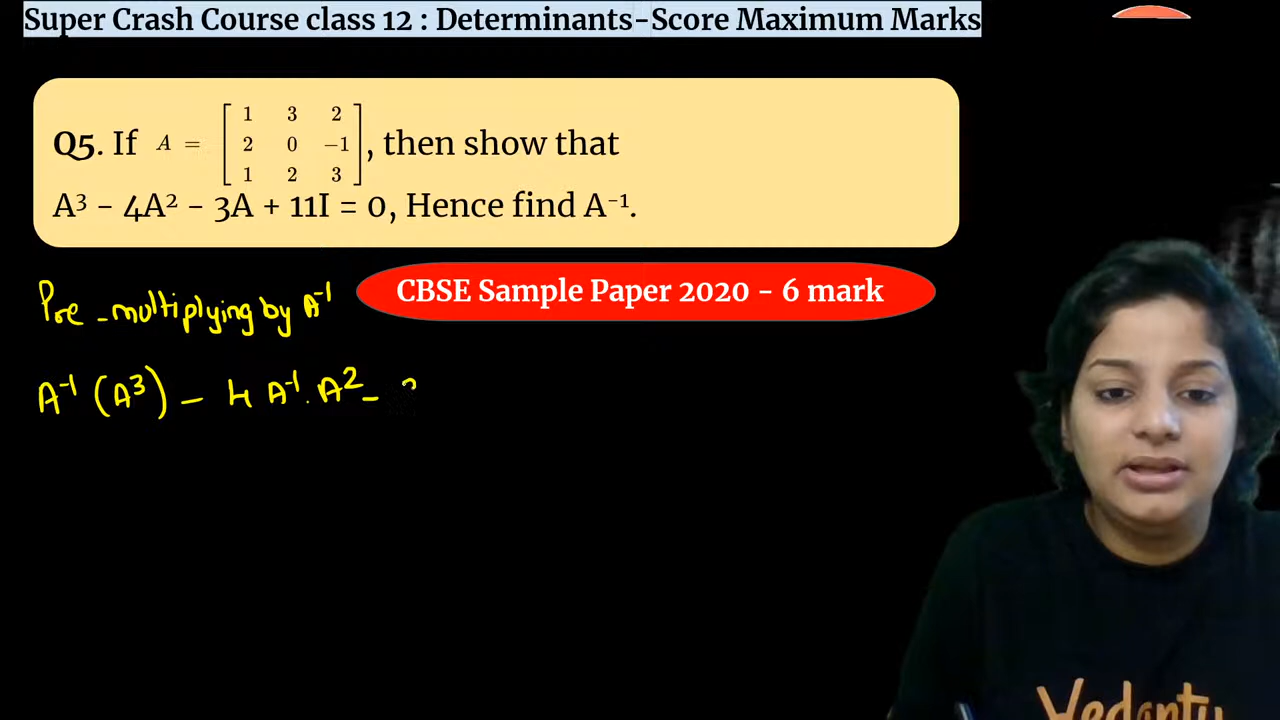 Super Crash Course class 12 : Determinants-Score Maximum Marks
Q5. If A = [ 1 3 2
2 0 −1
1 2 3 ], then show that
A³ − 4A² − 3A + 11I = 0, Hence find A⁻¹.
CBSE Sample Paper 2020 - 6 mark
Pre-multiplying by A⁻¹
A⁻¹ (A³) − 4 A⁻¹. A² −